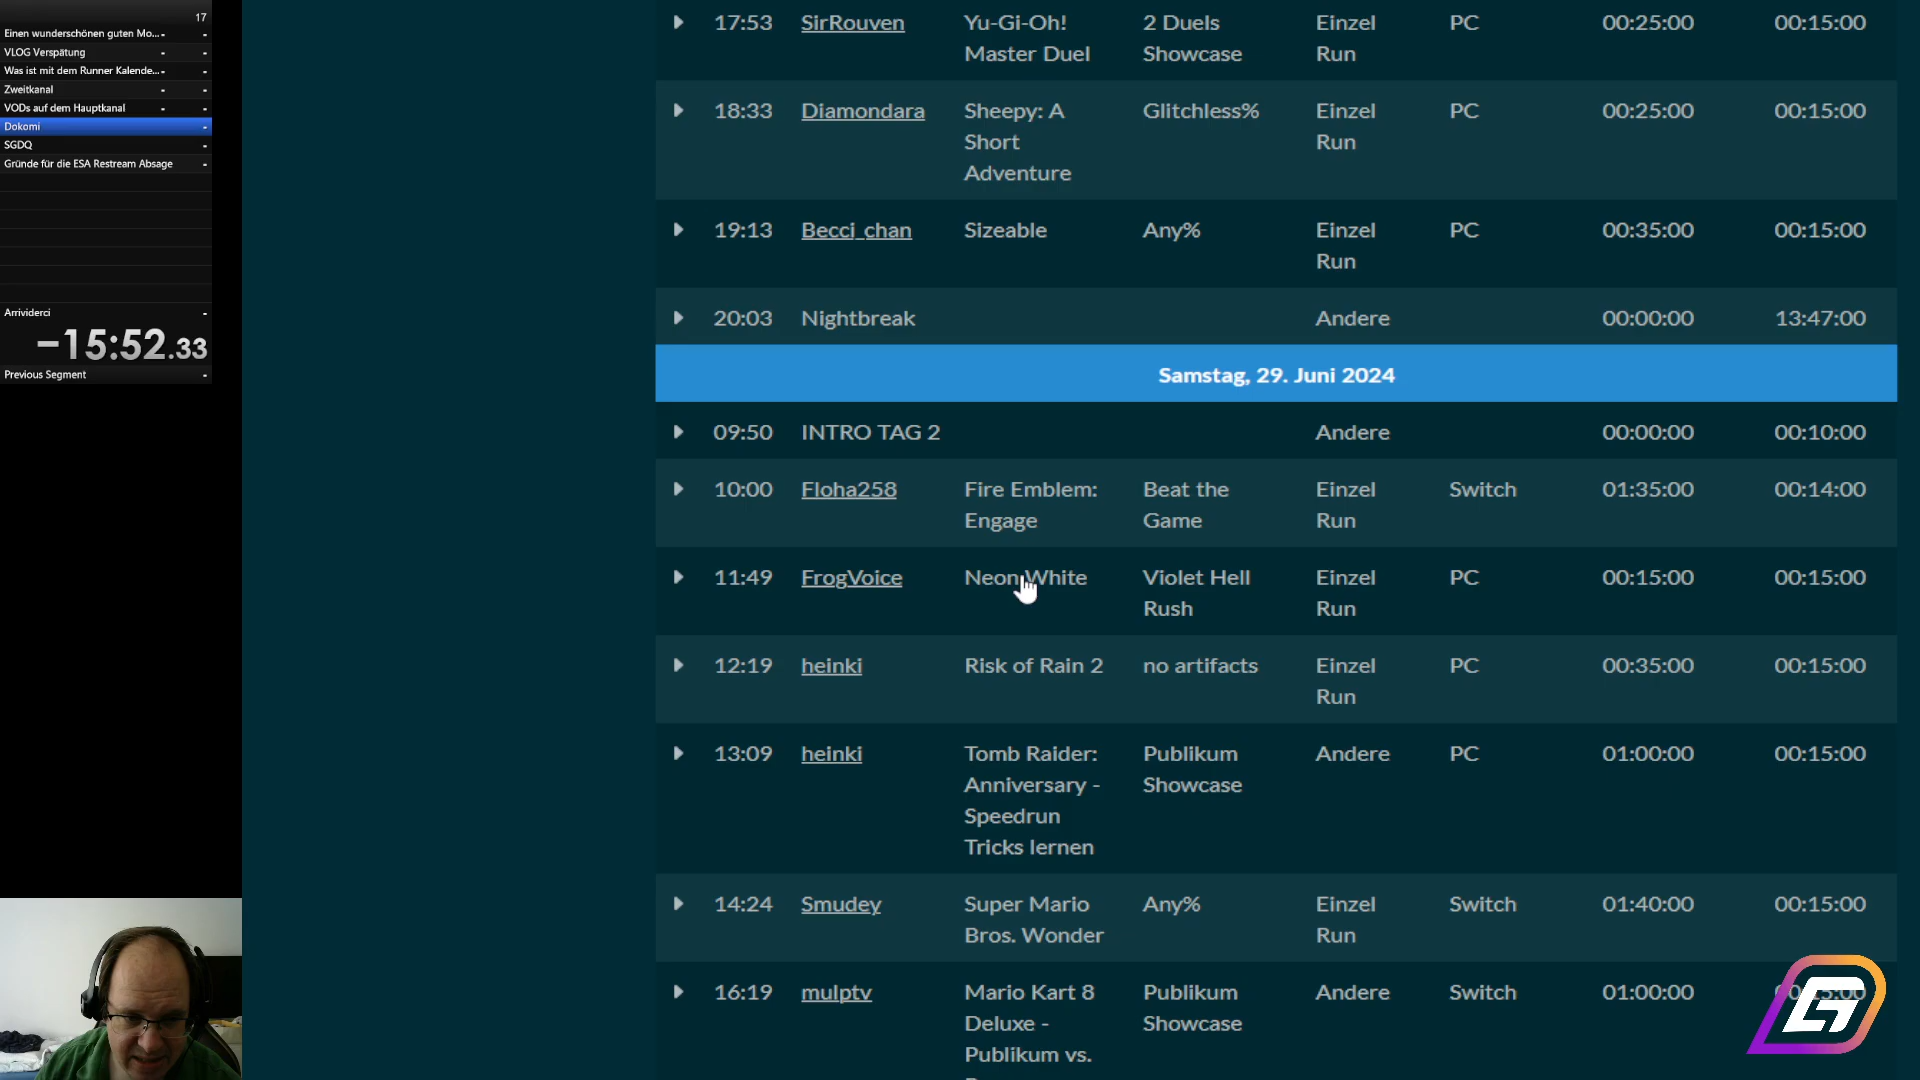 17
Einen wunderschönen guten Mo... - -
VLOG Verspätung - -
Was ist mit dem Runner Kalende... - -
Zweitkanal - -
VODs auf dem Hauptkanal - -
Dokomi -
SGDQ -
Gründe für die ESA Restream Absage -
Arrividerci -
−15:52.33
Previous Segment -
17:53 SirRouven Yu-Gi-Oh! 2 Duels Einzel PC 00:25:00 00:15:00
Master Duel Showcase Run
18:33 Diamondara Sheepy: A Glitchless% Einzel PC 00:25:00 00:15:00
Short Run
Adventure
19:13 Becci_chan Sizeable Any% Einzel PC 00:35:00 00:15:00
Run
20:03 Nightbreak Andere 00:00:00 13:47:00
Samstag, 29. Juni 2024
09:50 INTRO TAG 2 Andere 00:00:00 00:10:00
10:00 Floha258 Fire Emblem: Beat the Einzel Switch 01:35:00 00:14:00
Engage Game Run
11:49 FrogVoice Neon White Violet Hell Einzel PC 00:15:00 00:15:00
Rush Run
12:19 heinki Risk of Rain 2 no artifacts Einzel PC 00:35:00 00:15:00
Run
13:09 heinki Tomb Raider: Publikum Andere PC 01:00:00 00:15:00
Anniversary - Showcase
Speedrun
Tricks lernen
14:24 Smudey Super Mario Any% Einzel Switch 01:40:00 00:15:00
Bros. Wonder Run
16:19 mulptv Mario Kart 8 Publikum Andere Switch 01:00:00 00:15:00
Deluxe - Showcase
Publikum vs.